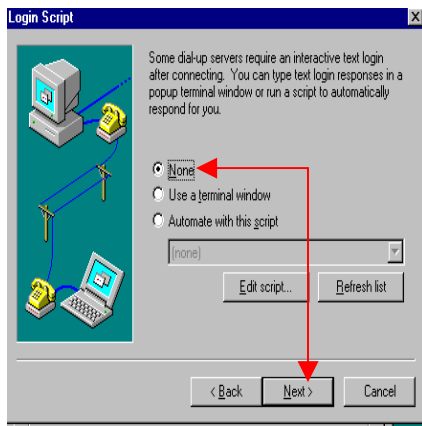 Login Script
Some dial-up servers require an interactive text login
after connecting. You can type text login responses in a
popup terminal window or run a script to automatically
respond for you.
None
Use a terminal window
Automate with this script
(none)
Edit script... Refresh list
< Back Next > Cancel